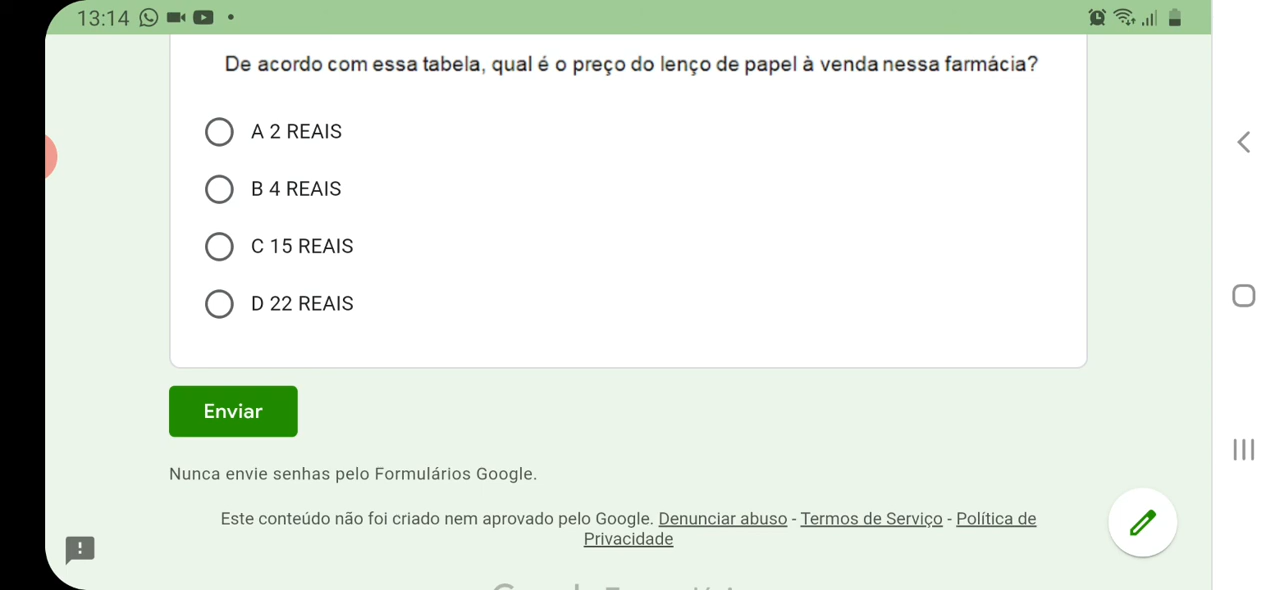 13:14
De acordo com essa tabela, qual é o preço do lenço de papel à venda nessa farmácia?
A 2 REAIS
B 4 REAIS
C 15 REAIS
D 22 REAIS
Enviar
Nunca envie senhas pelo Formulários Google.
Este conteúdo não foi criado nem aprovado pelo Google. Denunciar abuso - Termos de Serviço - Política de
Privacidade